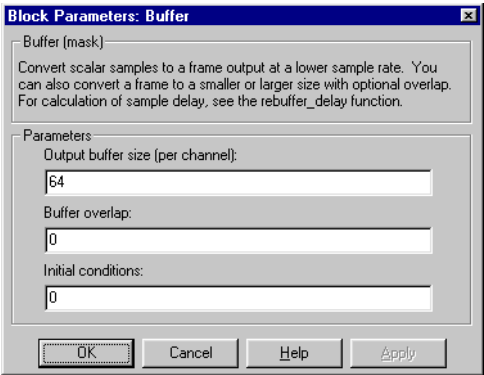 Block Parameters: Buffer
Buffer (mask)
Convert scalar samples to a frame output at a lower sample rate.  You
can also convert a frame to a smaller or larger size with optional overlap.
For calculation of sample delay, see the rebuffer_delay function.
Parameters
Output buffer size (per channel):
64
Buffer overlap:
0
Initial conditions:
0
OK Cancel Help Apply